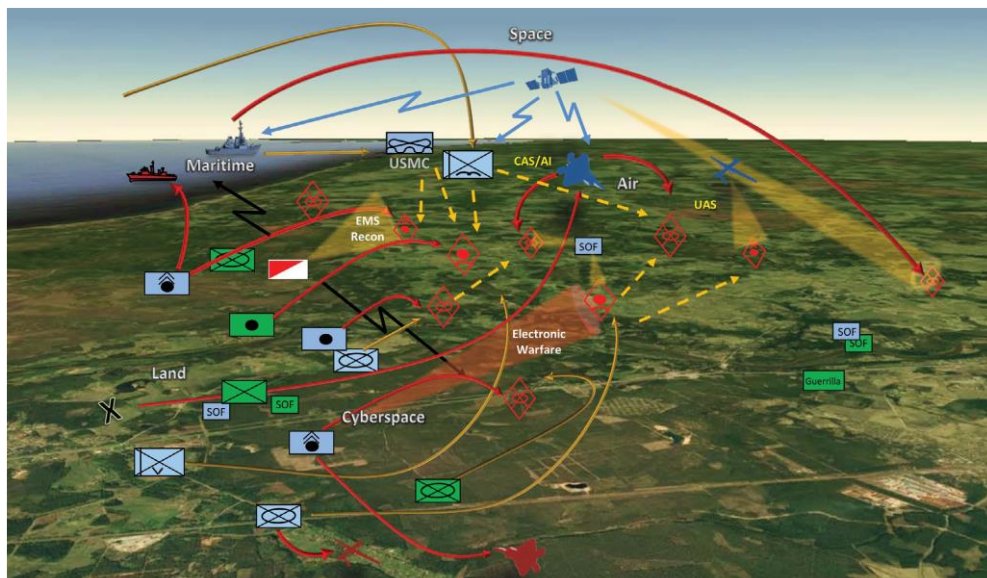 Space
Maritime
USMC
CAS/AI
Air
UAS
EMS
Recon
SOF
Electronic
Warfare
SOF
SOF
Land
Guerrilla
SOF
SOF
Cyberspace